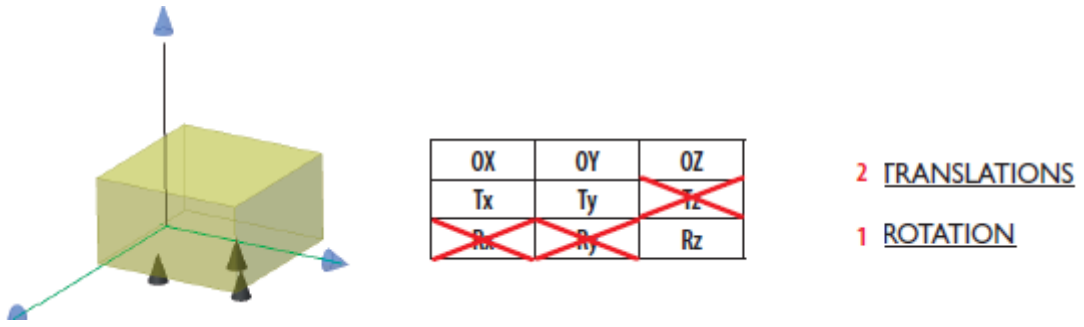 OX OY OZ
Tx Ty Tz
Rx Ry Rz
2 TRANSLATIONS
1 ROTATION